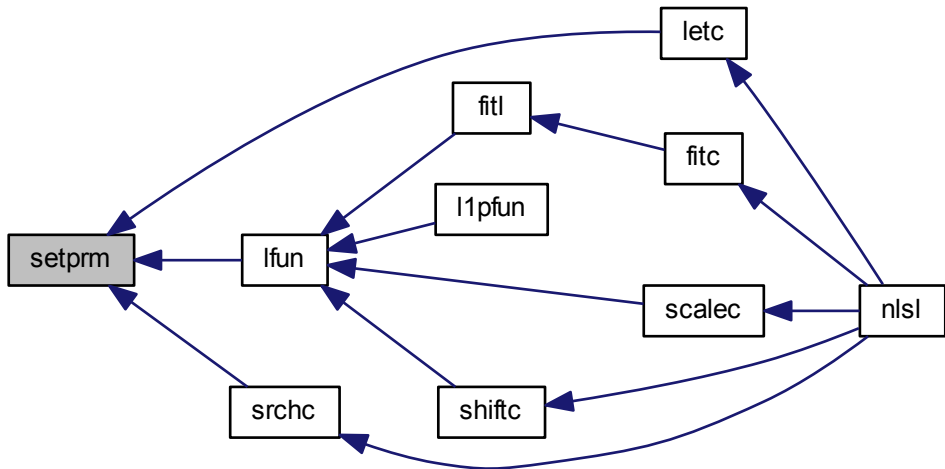 letc
fitl
fitc
l1pfun
setprm
lfun
scalec
nlsl
srchc
shiftc